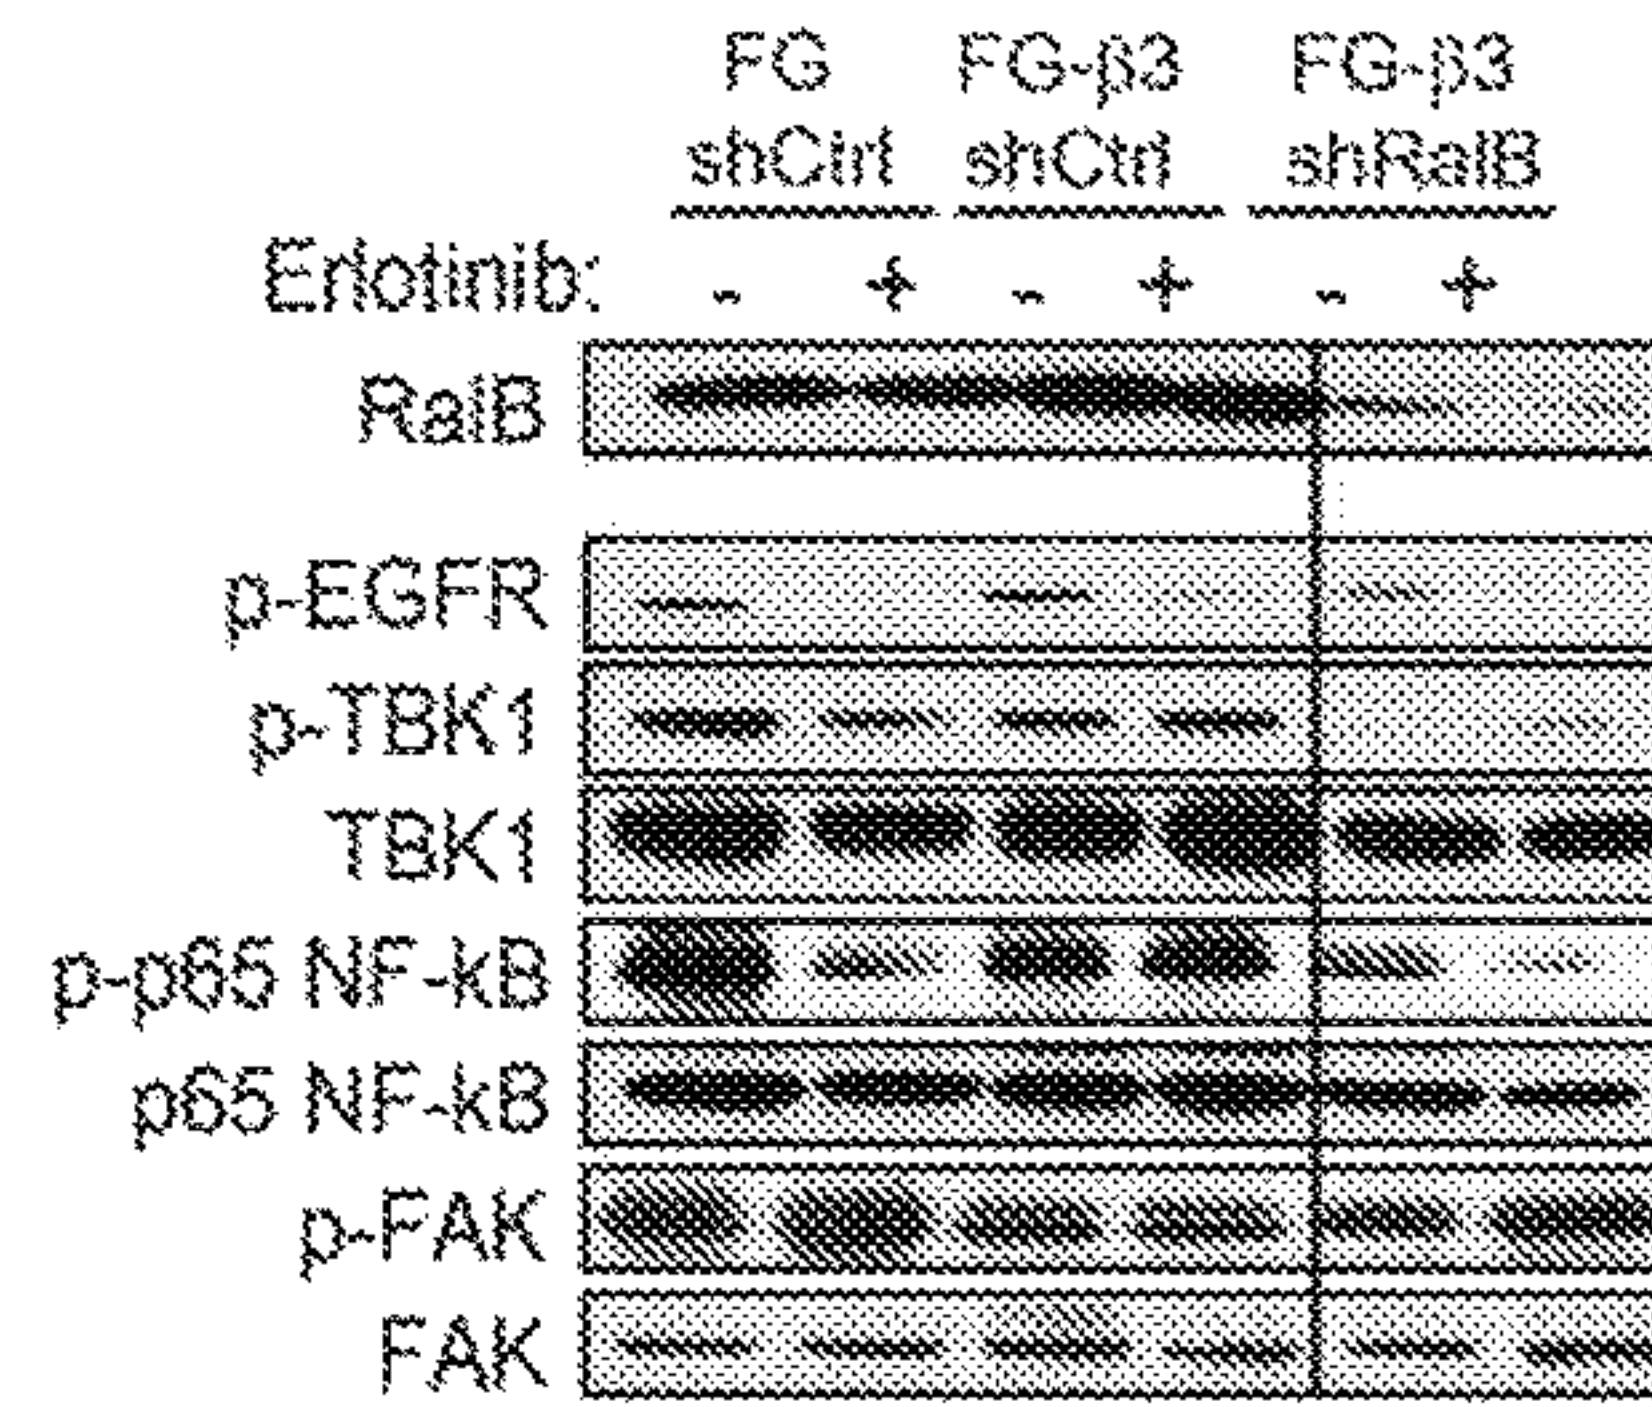 FG FG-β3 FG-β3
shCtrl shCtrl shRalB
Erlotinib: - + - + - +
RalB
p-EGFR
p-TBK1
TBK1
p-p65 NF-kB
p65 NF-kB
p-FAK
FAK